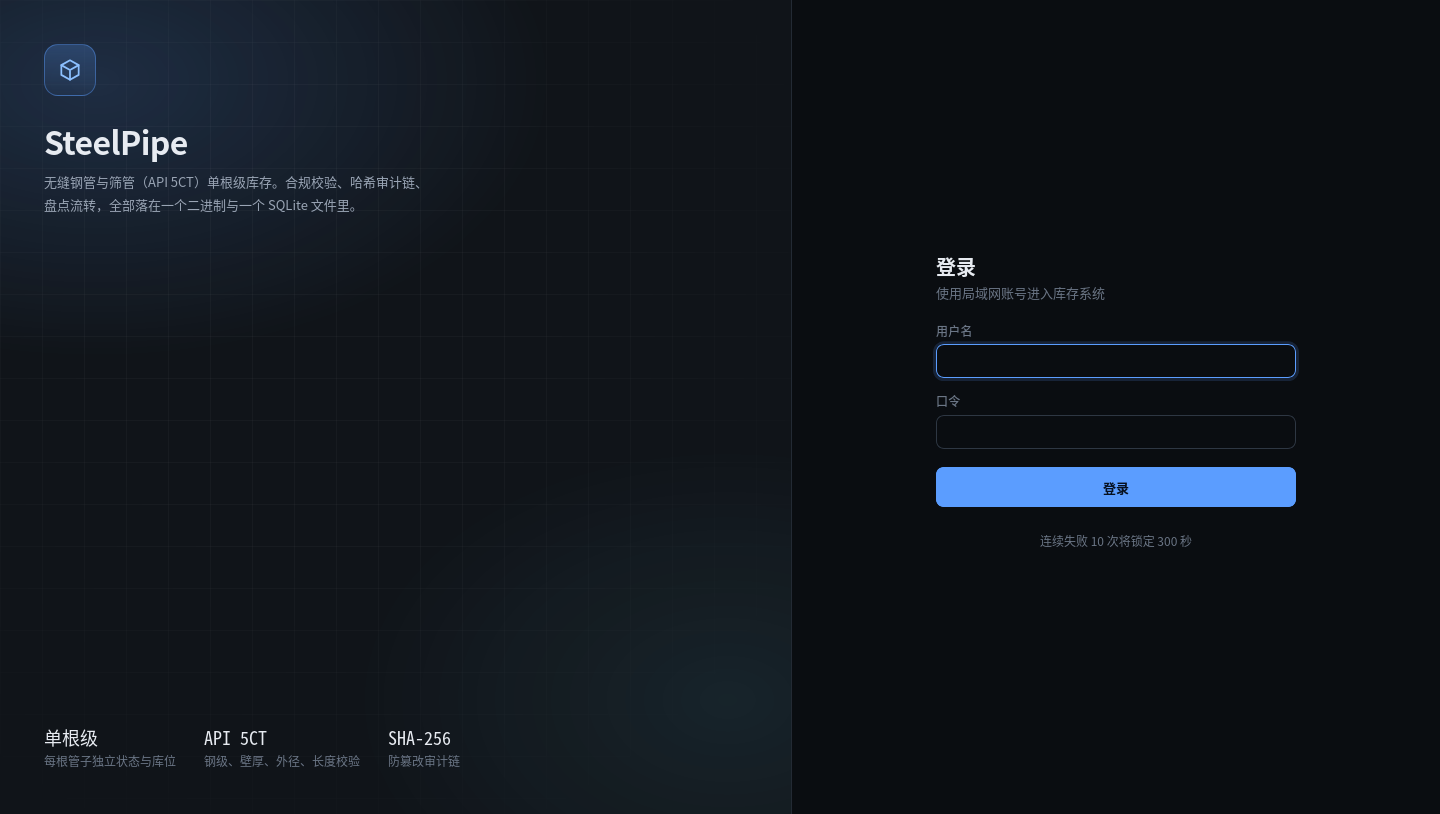 SteelPipe
无缝钢管与筛管（API 5CT）单根级库存。合规校验、哈希审计链、
盘点流转，全部落在一个二进制与一个 SQLite 文件里。
单根级
每根管子独立状态与库位
API 5CT
钢级、壁厚、外径、长度校验
SHA-256
防篡改审计链
登录
使用局域网账号进入库存系统
用户名
口令
登录
连续失败 10 次将锁定 300 秒